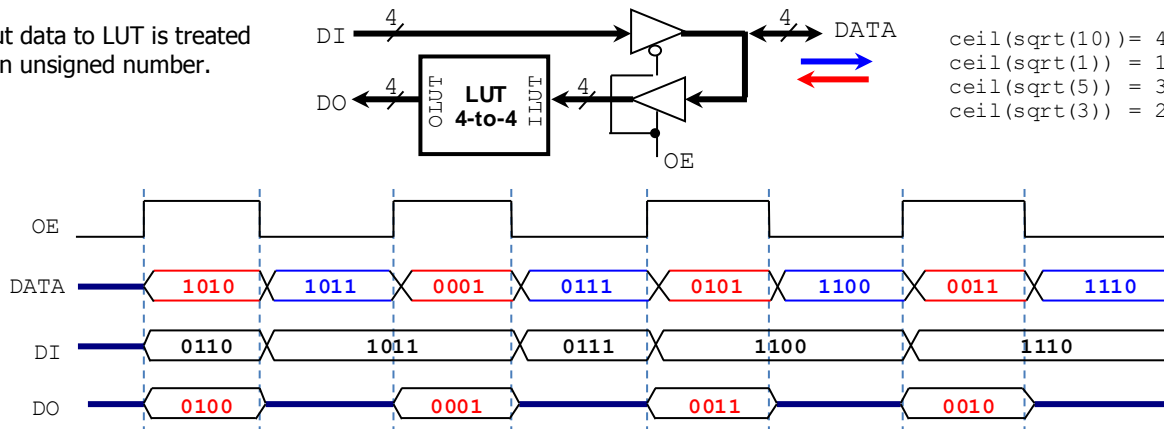 ut data to LUT is treated
n unsigned number.
DI 4 4 DATA
DO 4 OLUT LUT 4-to-4 ILUT 4
OE
ceil(sqrt(10))= 4
ceil(sqrt(1)) = 1
ceil(sqrt(5)) = 3
ceil(sqrt(3)) = 2
OE
DATA 1010 1011 0001 0111 0101 1100 0011 1110
DI 0110 1011 0111 1100 1110
DO 0100 0001 0011 0010